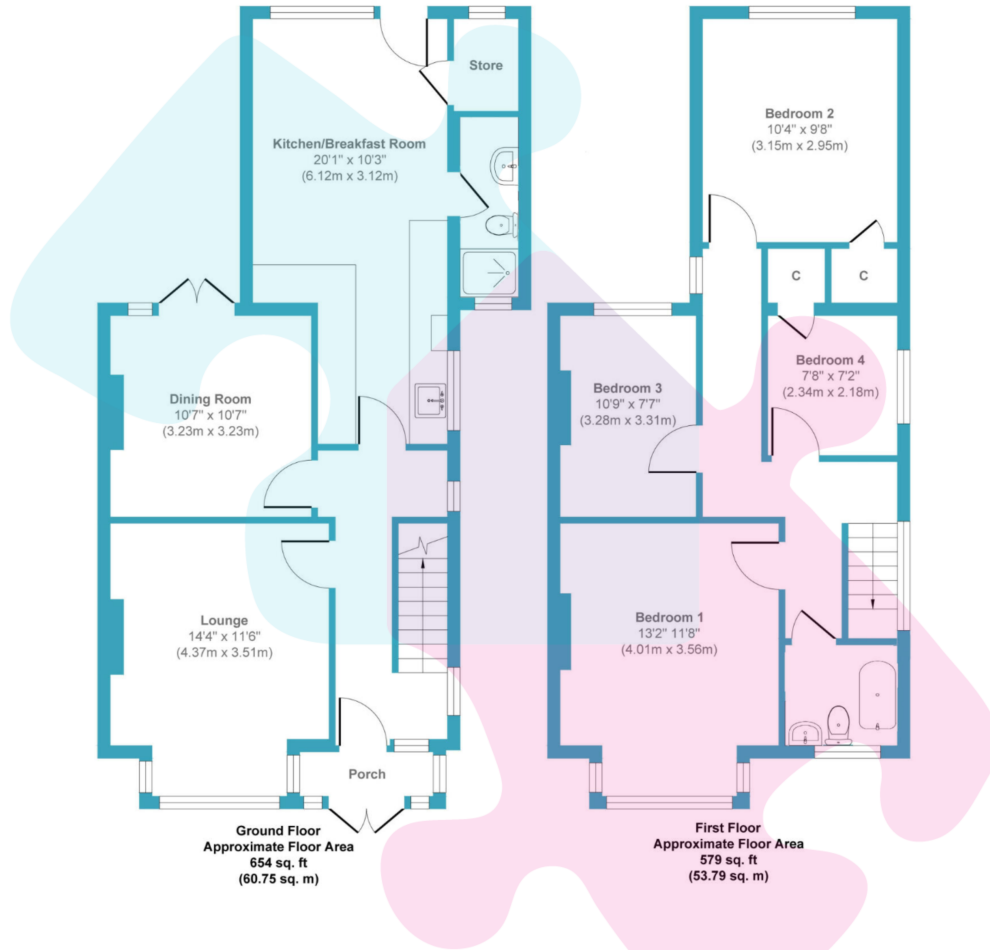 Store
Kitchen/Breakfast Room
20'1" x 10'3"
(6.12m x 3.12m)
Dining Room
10'7" x 10'7"
(3.23m x 3.23m)
Lounge
14'4" x 11'6"
(4.37m x 3.51m)
Porch
Ground Floor
Approximate Floor Area
654 sq. ft
(60.75 sq. m)
Bedroom 2
10'4" x 9'8"
(3.15m x 2.95m)
C
C
Bedroom 4
7'8" x 7'2"
(2.34m x 2.18m)
Bedroom 3
10'9" x 7'7"
(3.28m x 3.31m)
Bedroom 1
13'2" 11'8"
(4.01m x 3.56m)
First Floor
Approximate Floor Area
579 sq. ft
(53.79 sq. m)